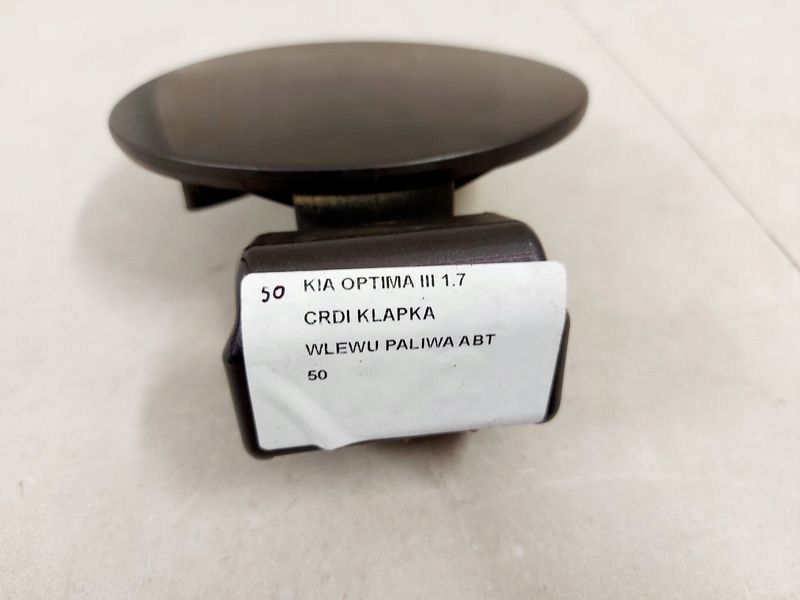 50 KIA OPTIMA III 1.7
CRDI KLAPKA
WLEWU PALIWA ABT
50